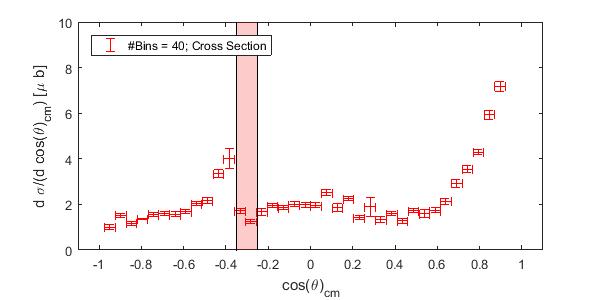 10
8
6
4
2
0
d σ/(d cos(θ)cm) [μ b]
#Bins = 40; Cross Section
-1 -0.8 -0.6 -0.4 -0.2 0 0.2 0.4 0.6 0.8 1
cos(θ)cm